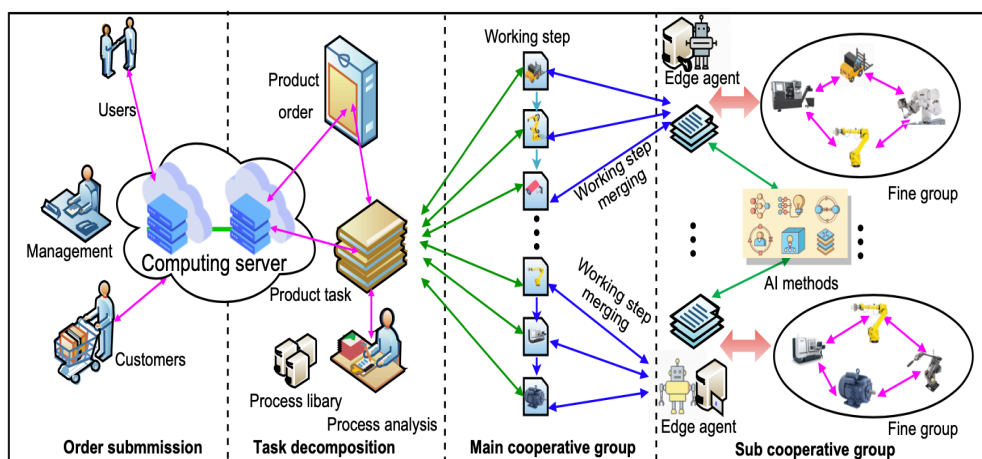 Users
Management
Computing server
Customers
Order submmission
Product
order
Product task
Process libary
Process analysis
Task decomposition
Working step
Working step
merging
Working step
merging
Main cooperative group
Edge agent
Fine group
AI methods
Edge agent
Fine group
Sub cooperative group